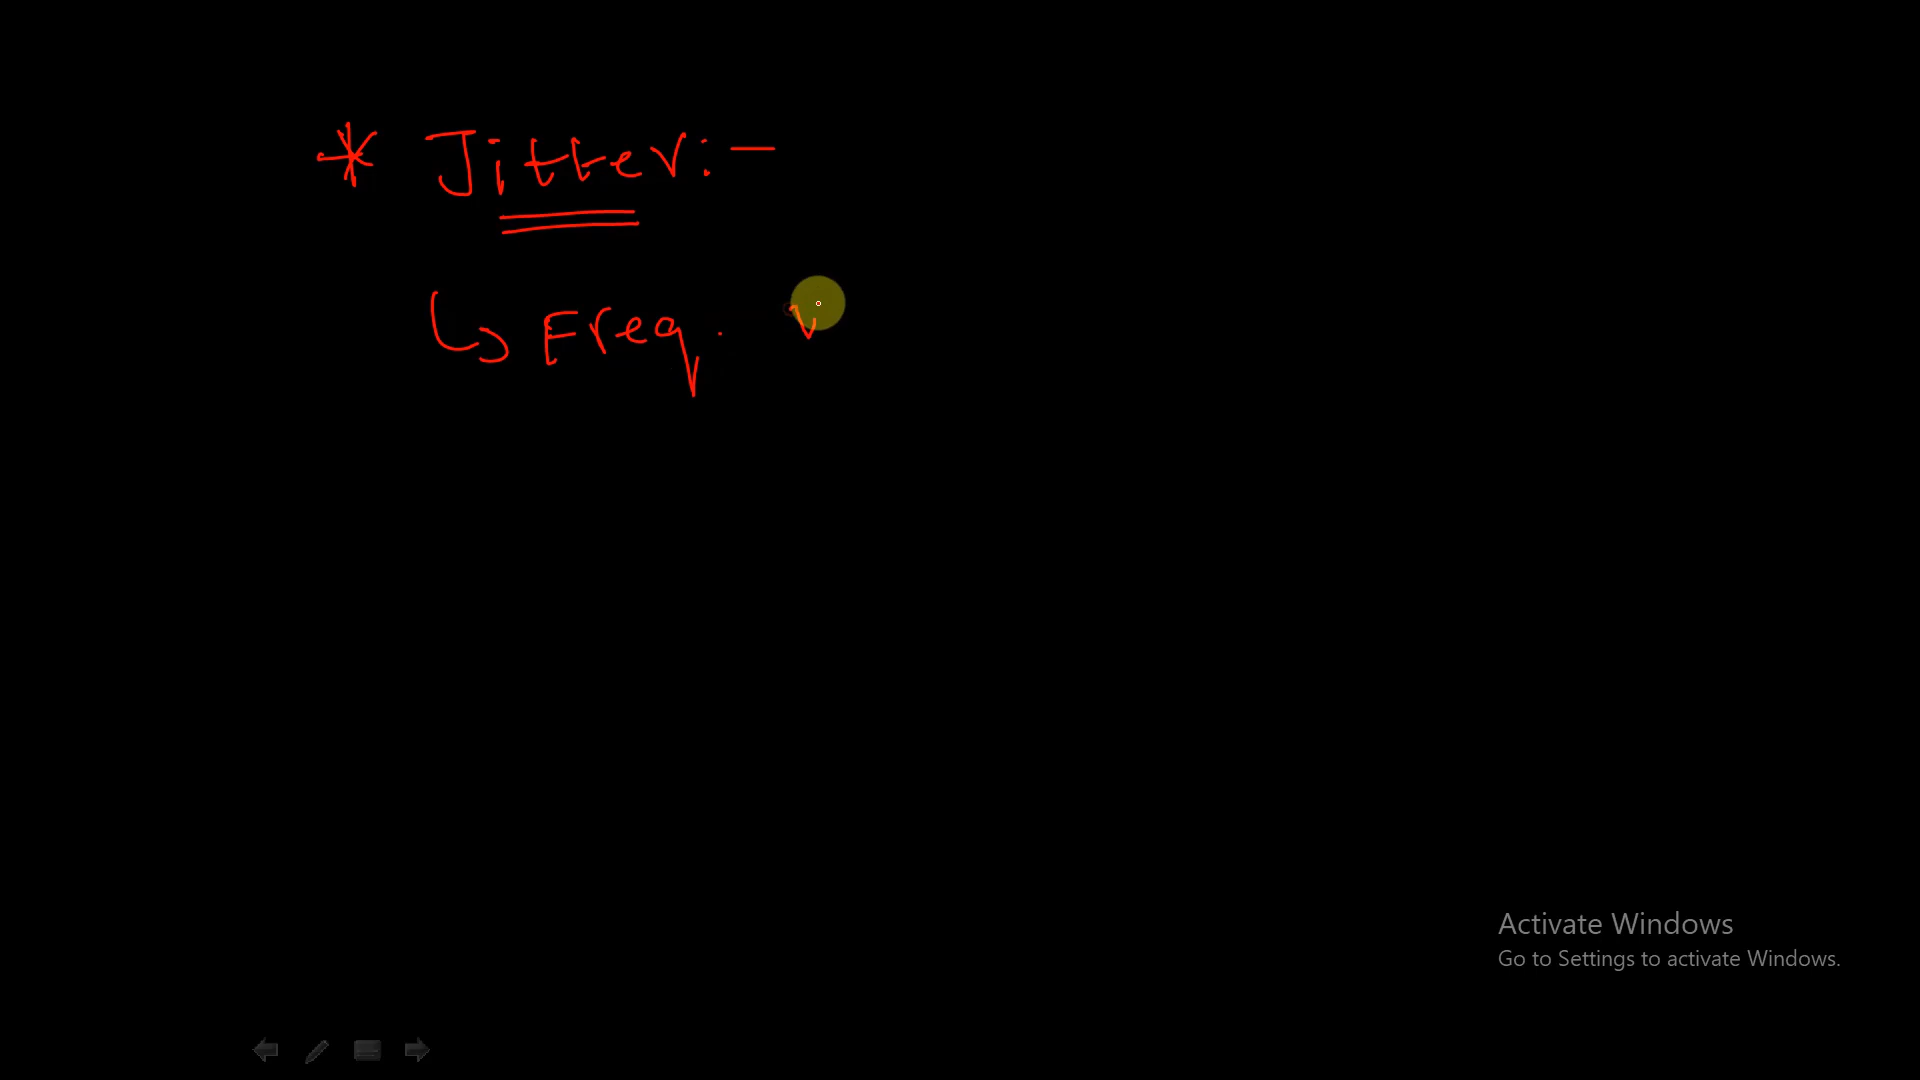 * Jitter:-
↳ Freq. v
Activate Windows
Go to Settings to activate Windows.